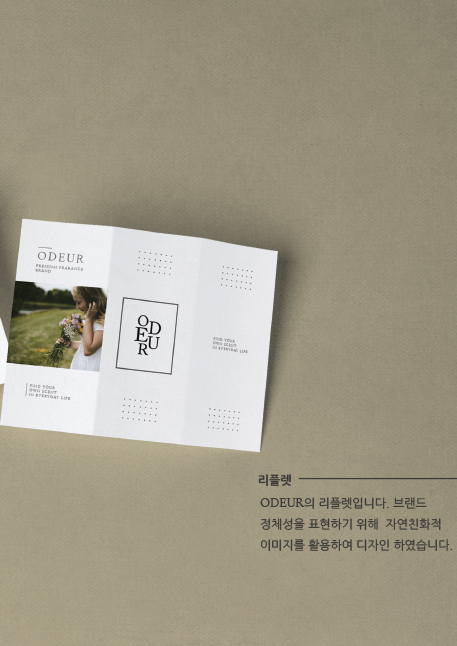 ODEUR
PREMIUM FRARANCE
BRAND
FIND YOUR
OWN SCENT
IN EVERYDAY LIFE
OD
EU
R
FIND YOUR
OWN SCENT
IN EVERYDAY LIFE
리플렛
ODEUR의 리플렛입니다. 브랜드
정체성을 표현하기 위해 자연친화적
이미지를 활용하여 디자인 하였습니다.